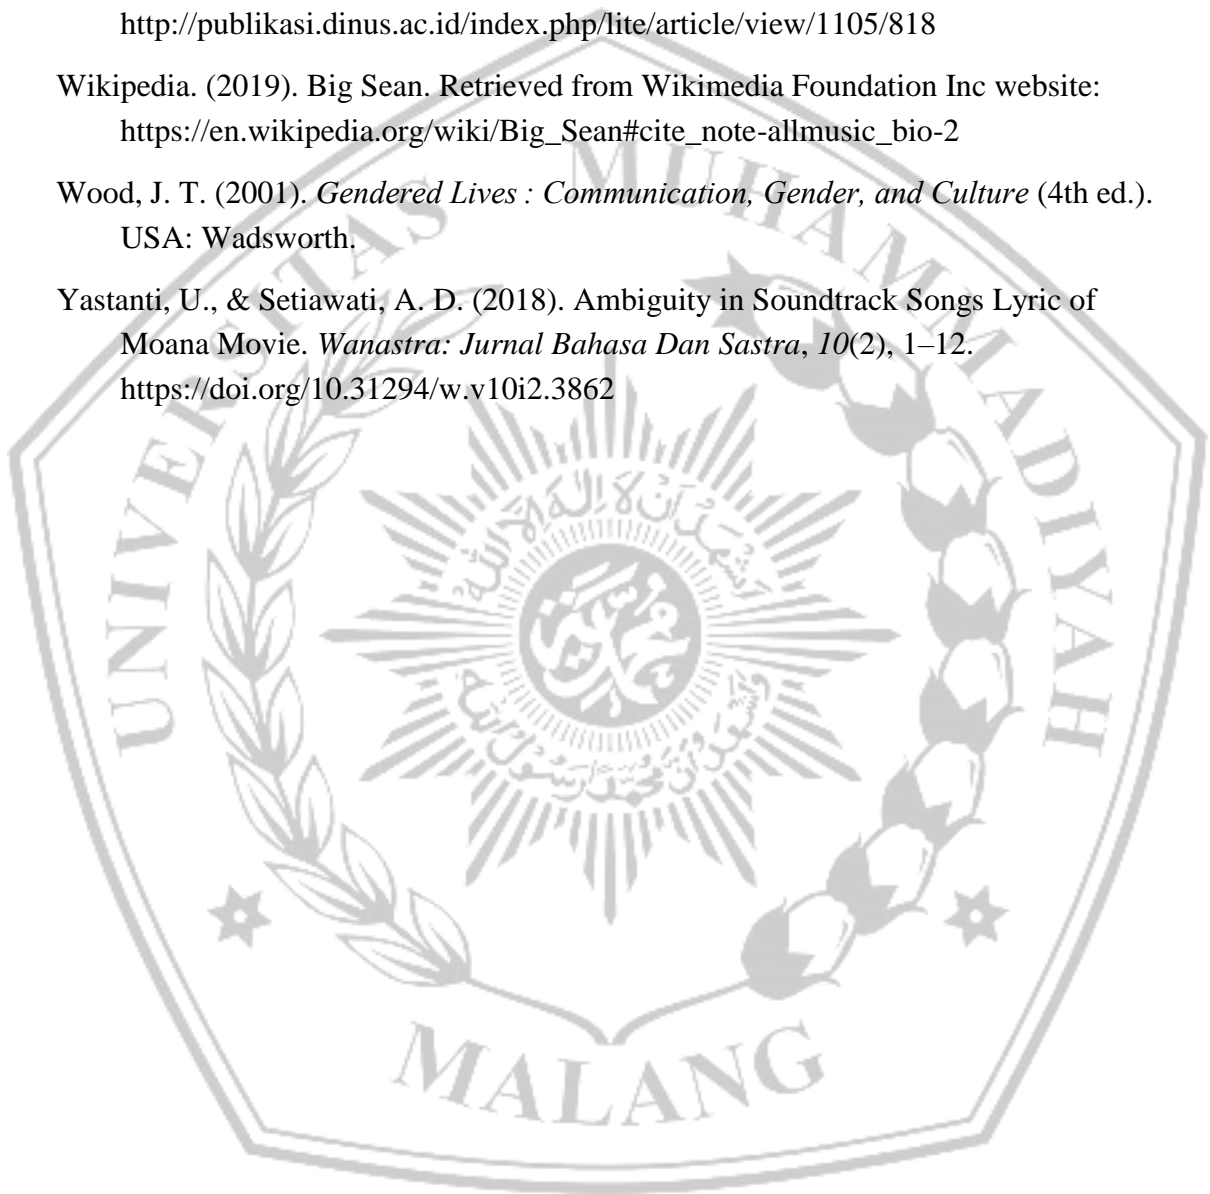 http://publikasi.dinus.ac.id/index.php/lite/article/view/1105/818
Wikipedia. (2019). Big Sean. Retrieved from Wikimedia Foundation Inc website:
https://en.wikipedia.org/wiki/Big_Sean#cite_note-allmusic_bio-2
Wood, J. T. (2001). Gendered Lives : Communication, Gender, and Culture (4th ed.).
USA: Wadsworth.
Yastanti, U., & Setiawati, A. D. (2018). Ambiguity in Soundtrack Songs Lyric of
Moana Movie. Wanastra: Jurnal Bahasa Dan Sastra, 10(2), 1–12.
https://doi.org/10.31294/w.v10i2.3862
UNIVERSITAS MUHAMMADIYAH
MALANG